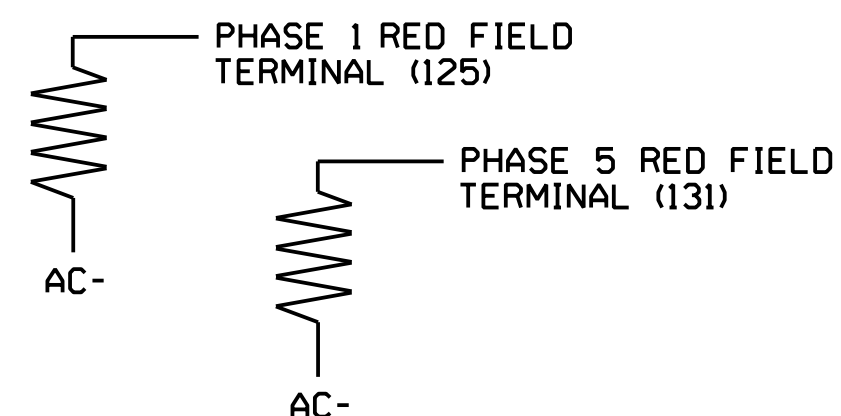 PHASE 1 RED FIELD
TERMINAL (125)
AC-
PHASE 5 RED FIELD
TERMINAL (131)
AC-